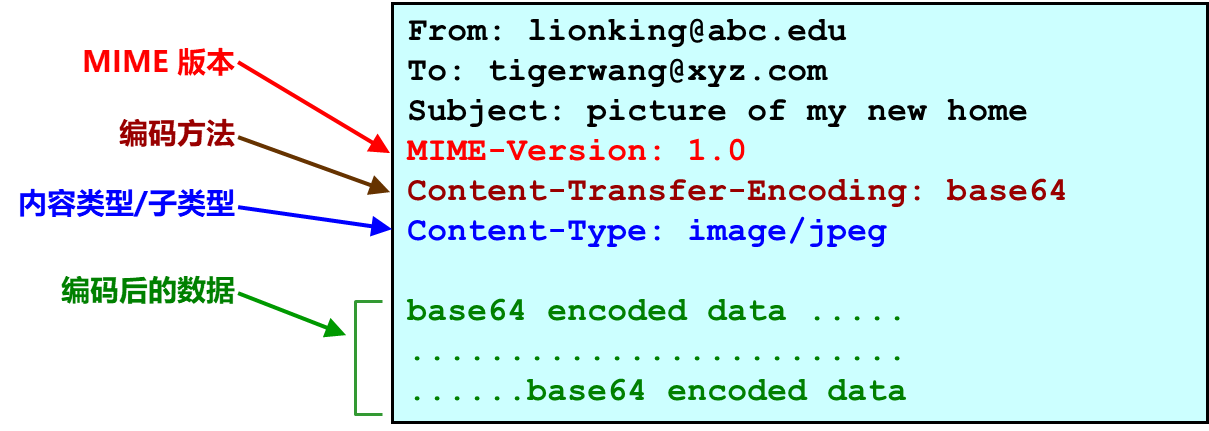 MIME 版本
编码方法
内容类型/子类型
编码后的数据
From: lionking@abc.edu
To: tigerwang@xyz.com
Subject: picture of my new home
MIME-Version: 1.0
Content-Transfer-Encoding: base64
Content-Type: image/jpeg
base64 encoded data .....
.........................
......base64 encoded data